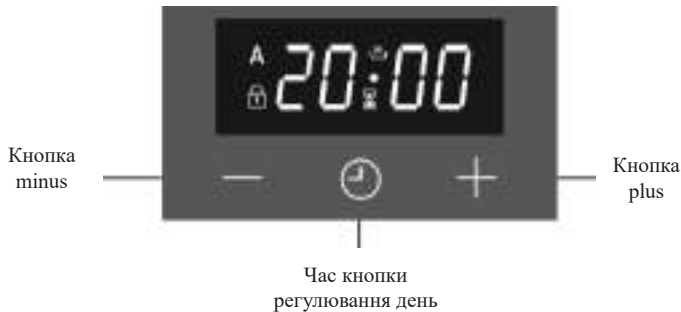 A
20:00
Кнопка
minus
Кнопка
plus
Час кнопки
регулювання день